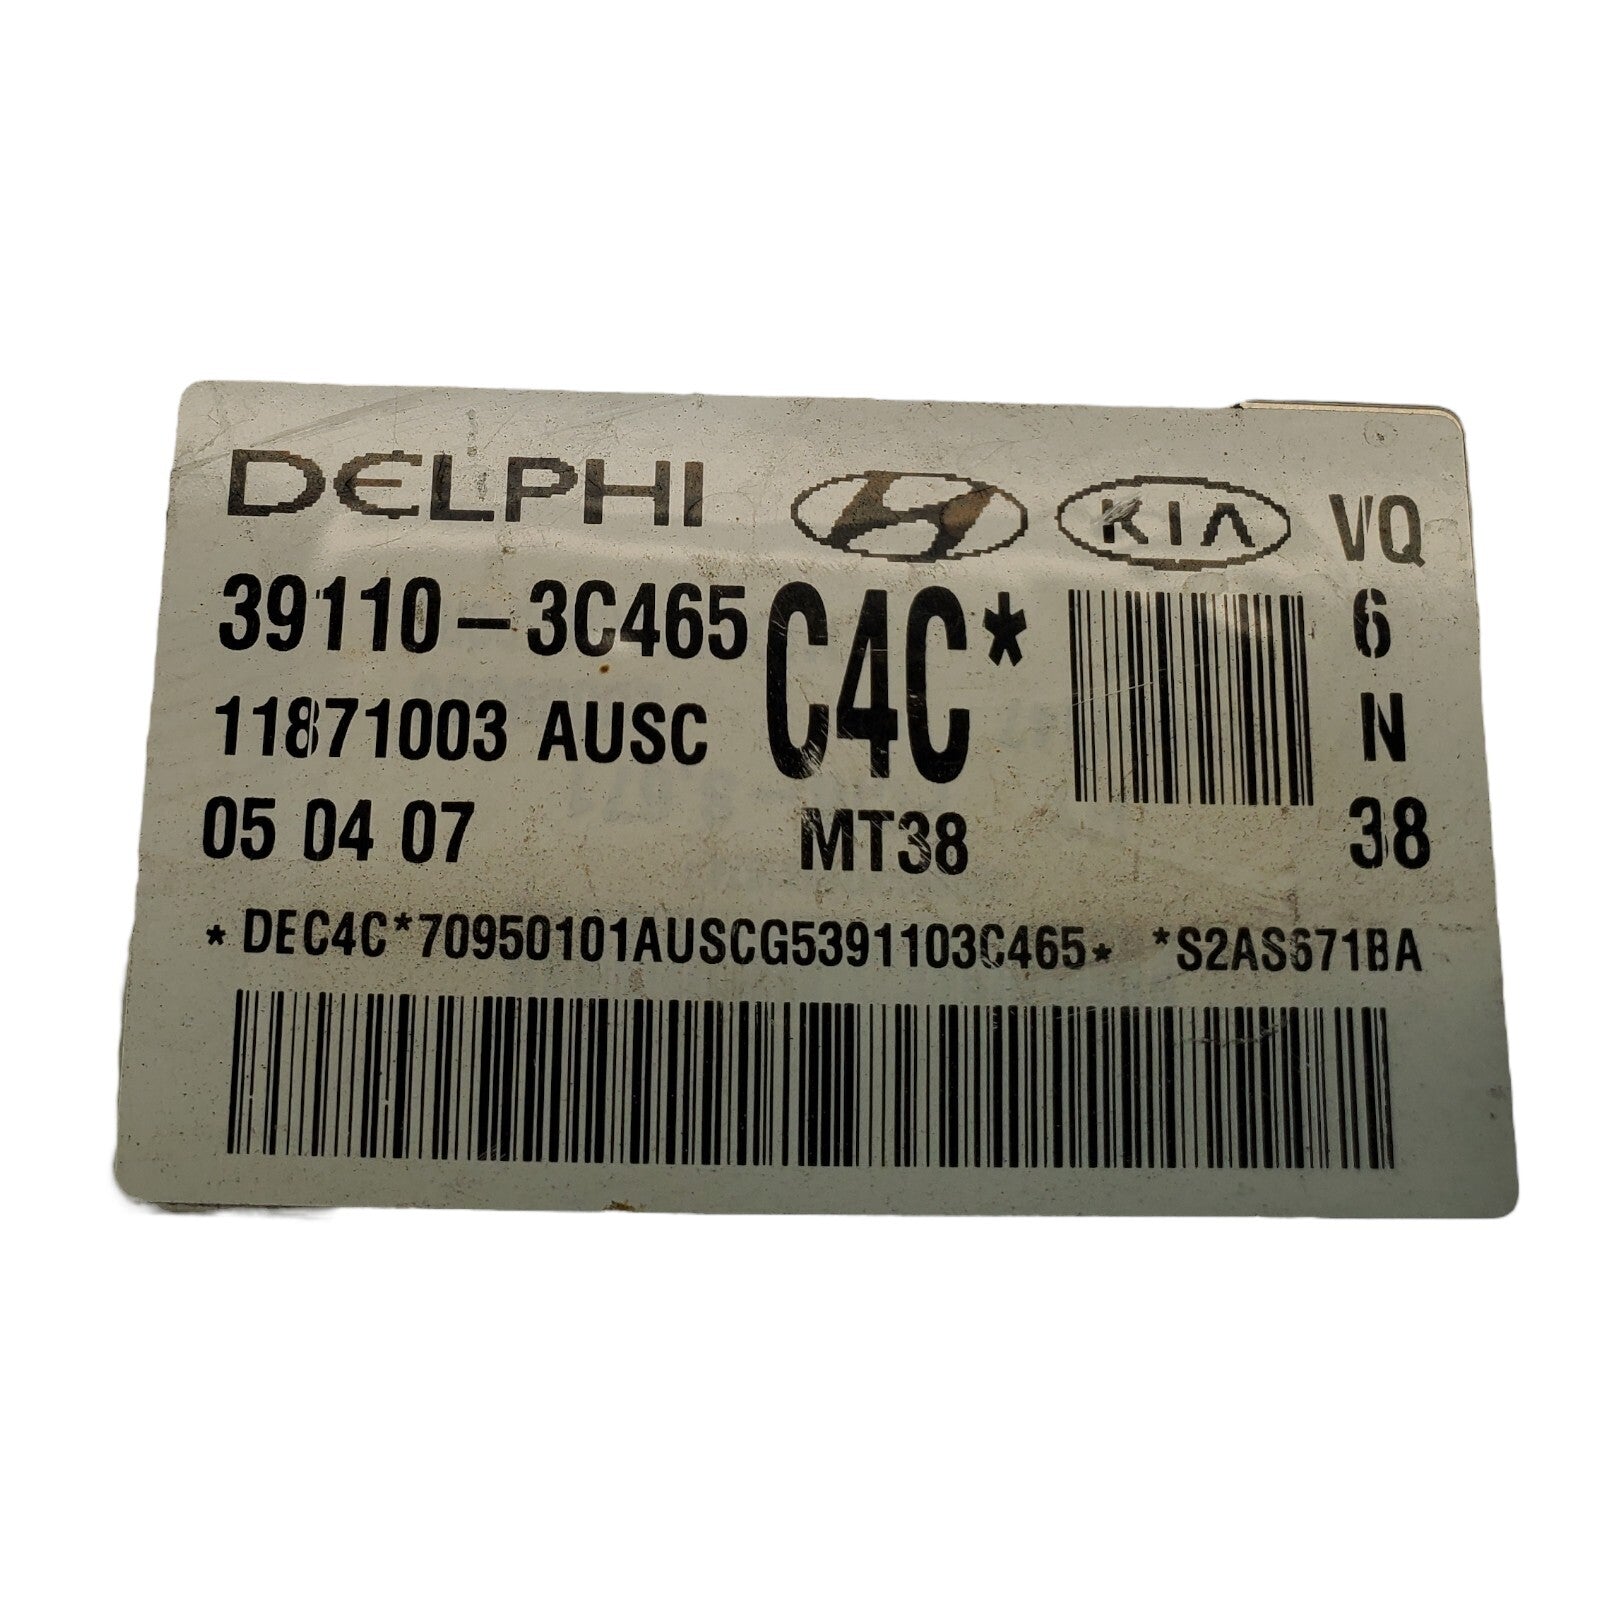 DELPHI H KIA VQ
39110-3C465 C4C* 6
11871003 AUSC N
05 04 07 MT38 38
*DEC4C*70950101AUSCG5391103C465* *S2AS671BA